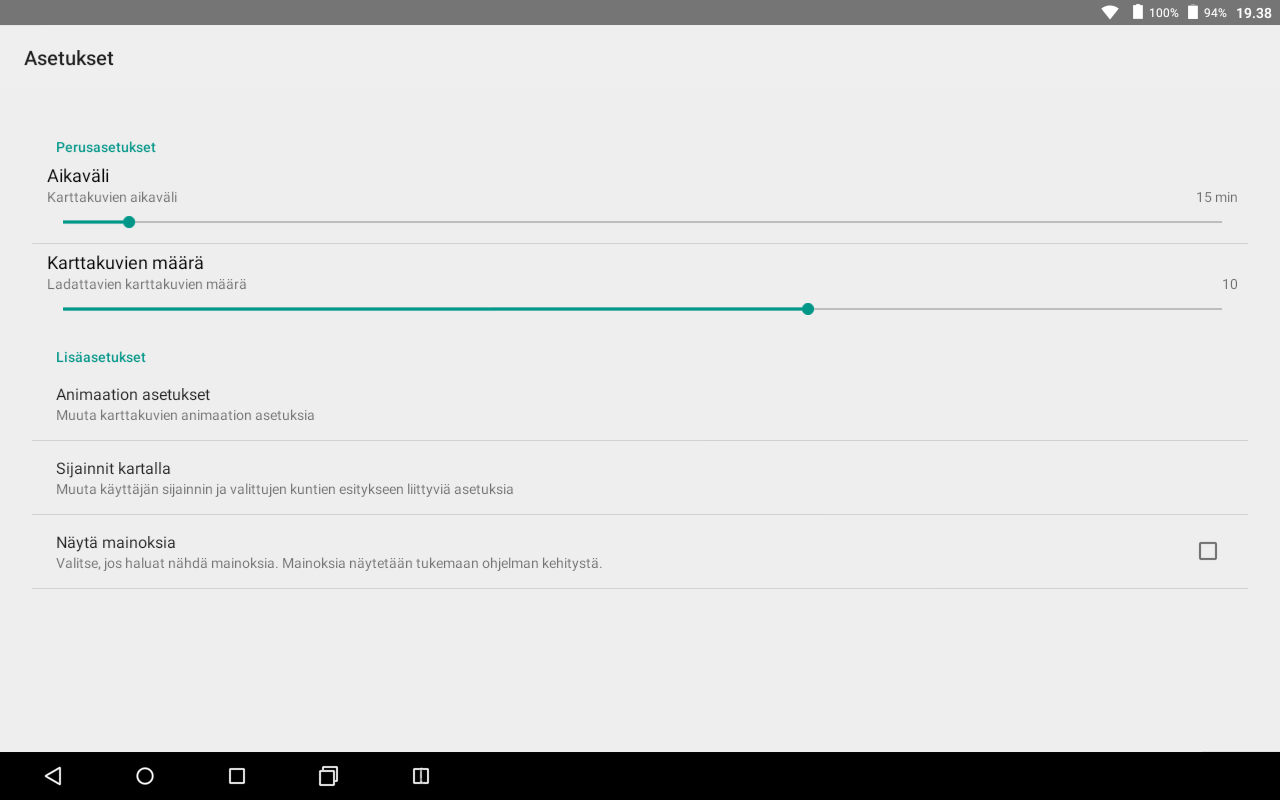 100% 94% 19.38
Asetukset
Perusasetukset
Aikaväli
Karttakuvien aikaväli 15 min
Karttakuvien määrä
Ladattavien karttakuvien määrä 10
Lisäasetukset
Animaation asetukset
Muuta karttakuvien animaation asetuksia
Sijainnit kartalla
Muuta käyttäjän sijainnin ja valittujen kuntien esitykseen liittyviä asetuksia
Näytä mainoksia
Valitse, jos haluat nähdä mainoksia. Mainoksia näytetään tukemaan ohjelman kehitystä.